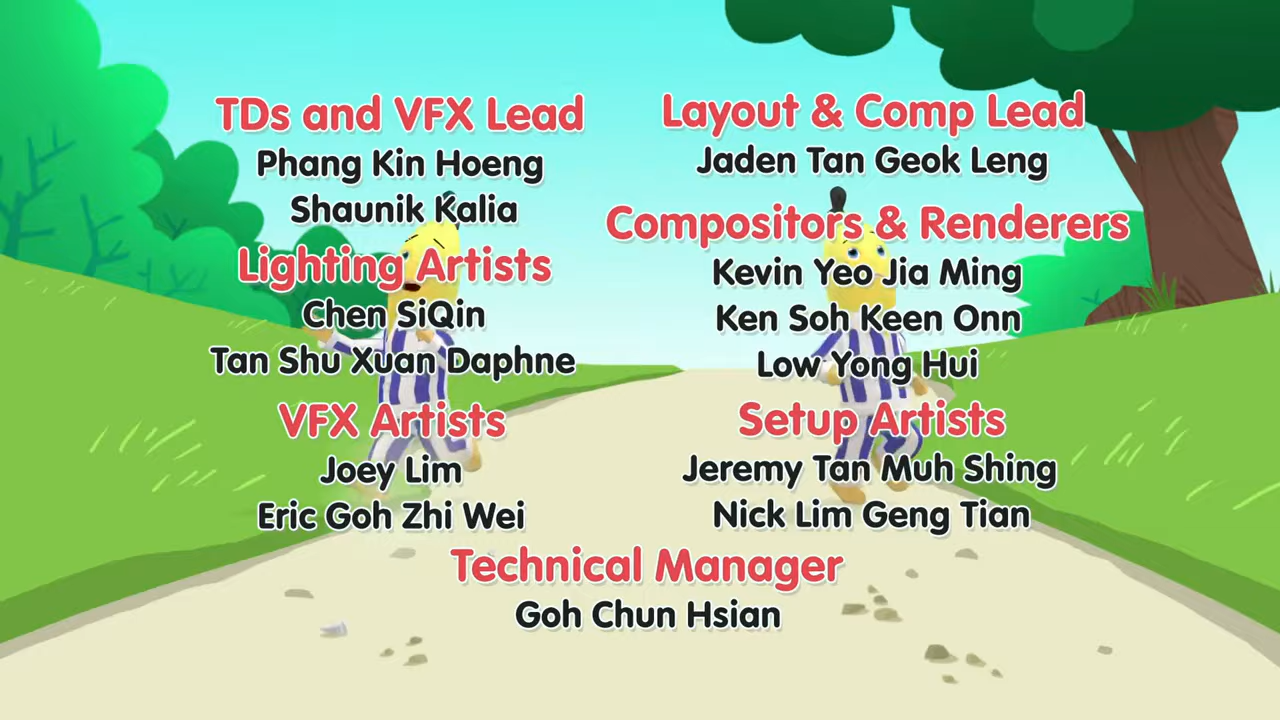 TDs and VFX Lead
Phang Kin Hoeng
Shaunik Kalia
Lighting Artists
Chen SiQin
Tan Shu Xuan Daphne
VFX Artists
Joey Lim
Eric Goh Zhi Wei
Layout & Comp Lead
Jaden Tan Geok Leng
Compositors & Renderers
Kevin Yeo Jia Ming
Ken Soh Keen Onn
Low Yong Hui
Setup Artists
Jeremy Tan Muh Shing
Nick Lim Geng Tian
Technical Manager
Goh Chun Hsian